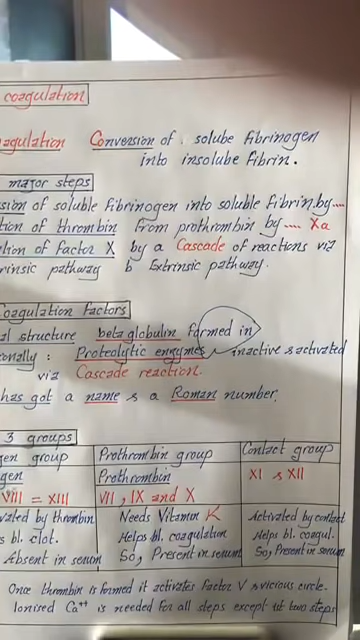 coagulation
agulation Conversion of soluble fibrinogen
into insoluble fibrin.
major steps
sion of soluble fibrinogen into soluble fibrin by....
tion of thrombin from prothrombin by.... Xa
tion of factor X by a Cascade of reactions via
rinsic pathway b Extrinsic pathway.
Coagulation factors
al structure beta globulin formed in
onally: Proteolytic enzymes, inactive & activated
via Cascade reaction.
has got a name & a Roman number.
3 groups
gen group Prothrombin group Contact group
gen Prothrombin XI & XII
VIII = XIII VII, IX and X
vated by thrombin Needs Vitamin K Activated by contact
s bl. clot. Helps bl. coagulation Helps bl. coagul.
Absent in serum So, Present in serum So, Present in serum
Once thrombin is formed it activates factor V & vicious circle.
Ionised Ca++ is needed for all steps except 1st two steps